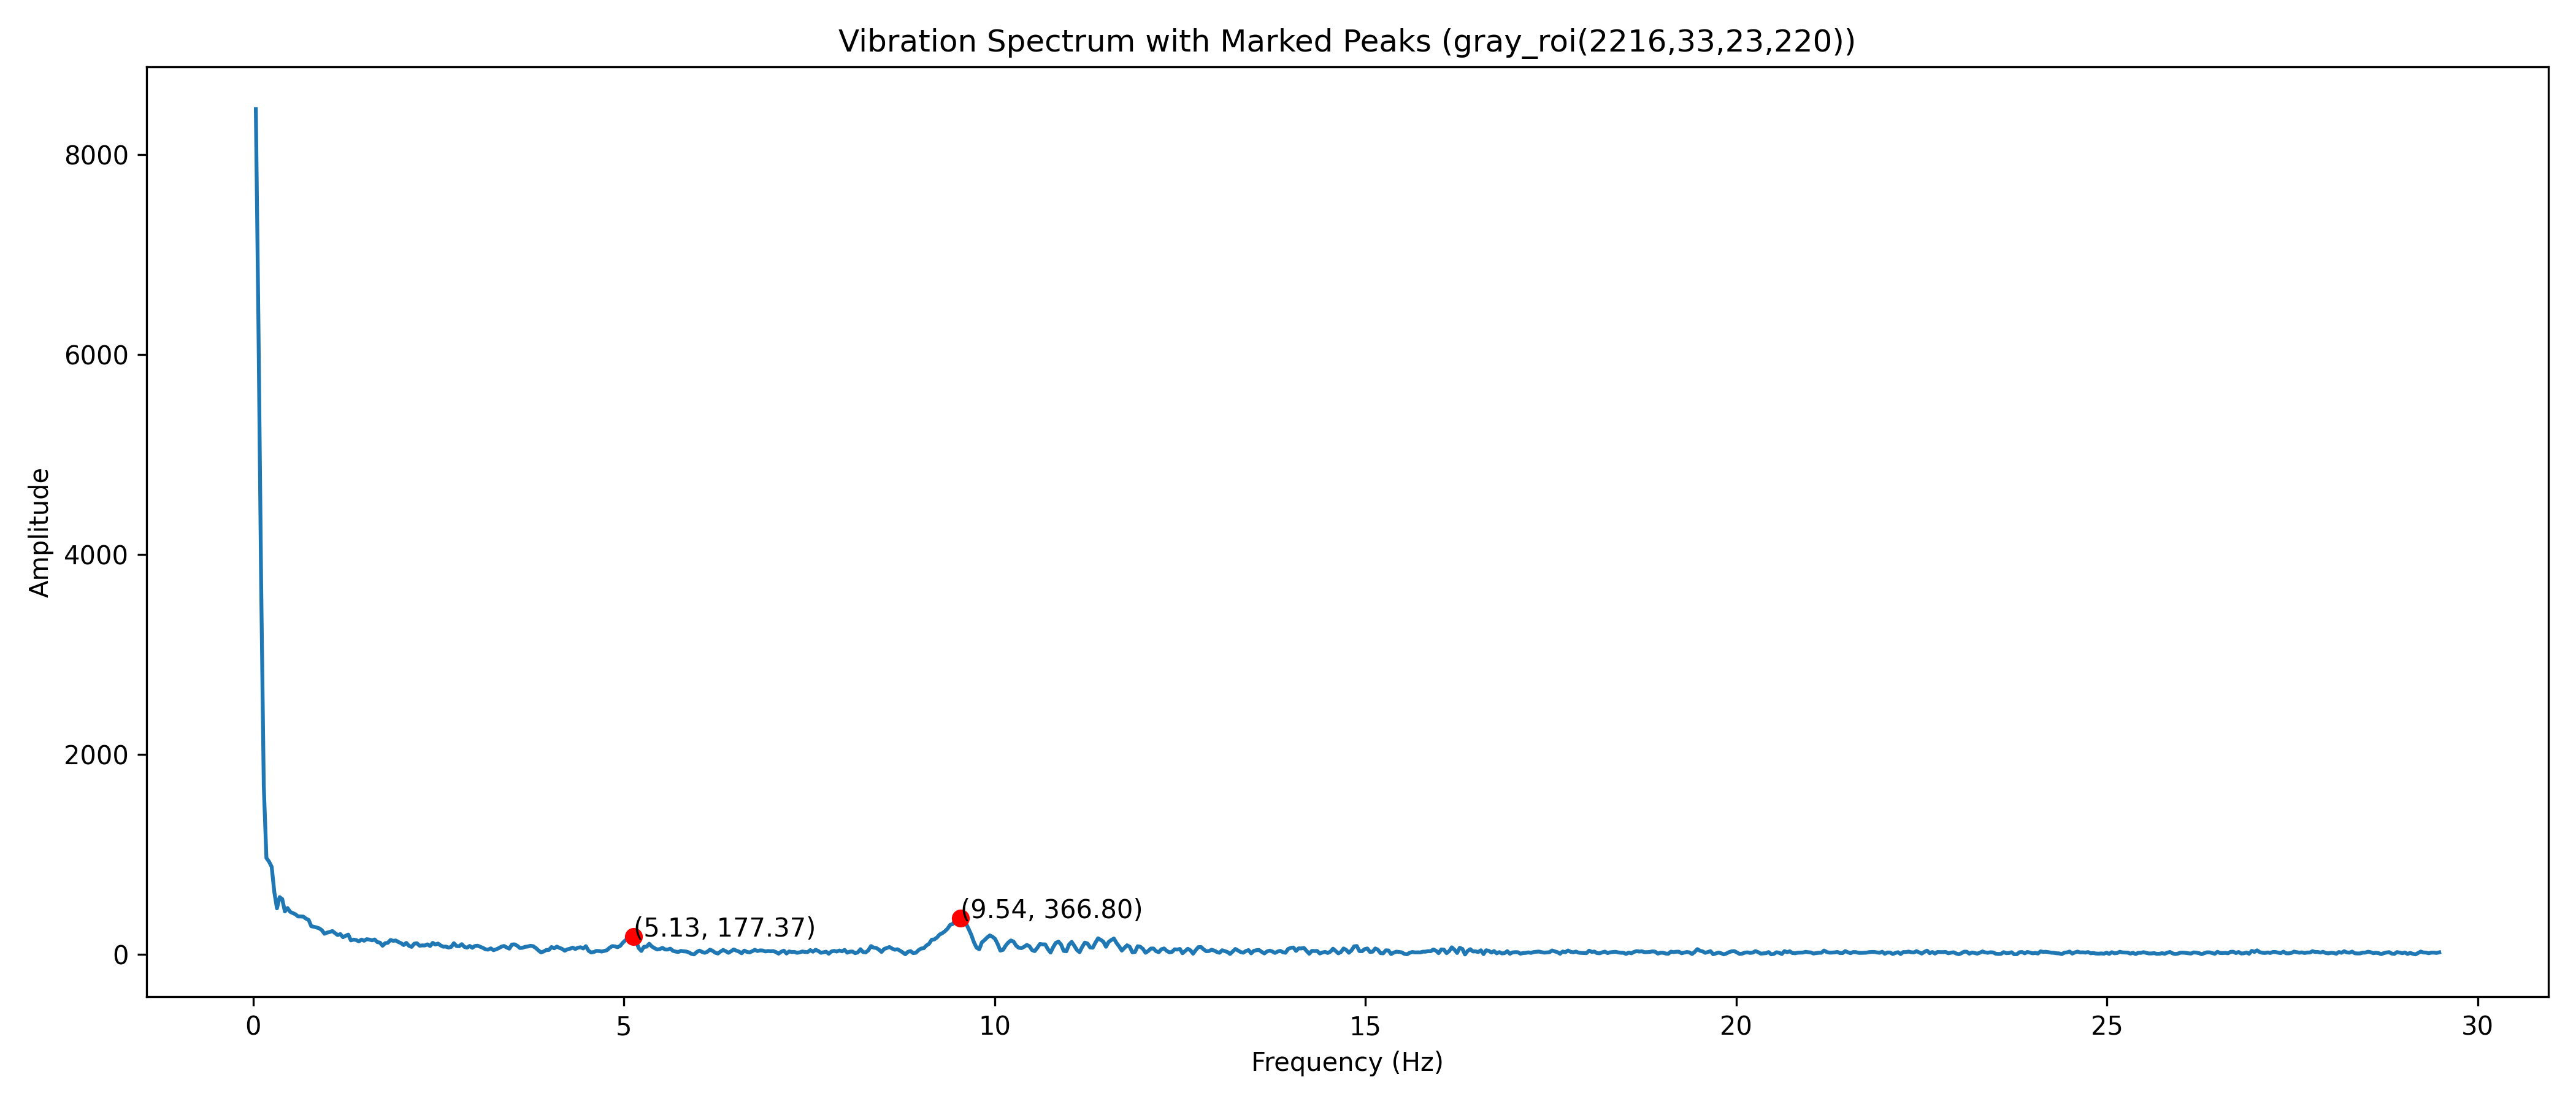 Vibration Spectrum with Marked Peaks (gray_roi(2216,33,23,220))
Amplitude
8000
6000
4000
2000
0
(5.13, 177.37)
(9.54, 366.80)
0 5 10 15 20 25 30
Frequency (Hz)